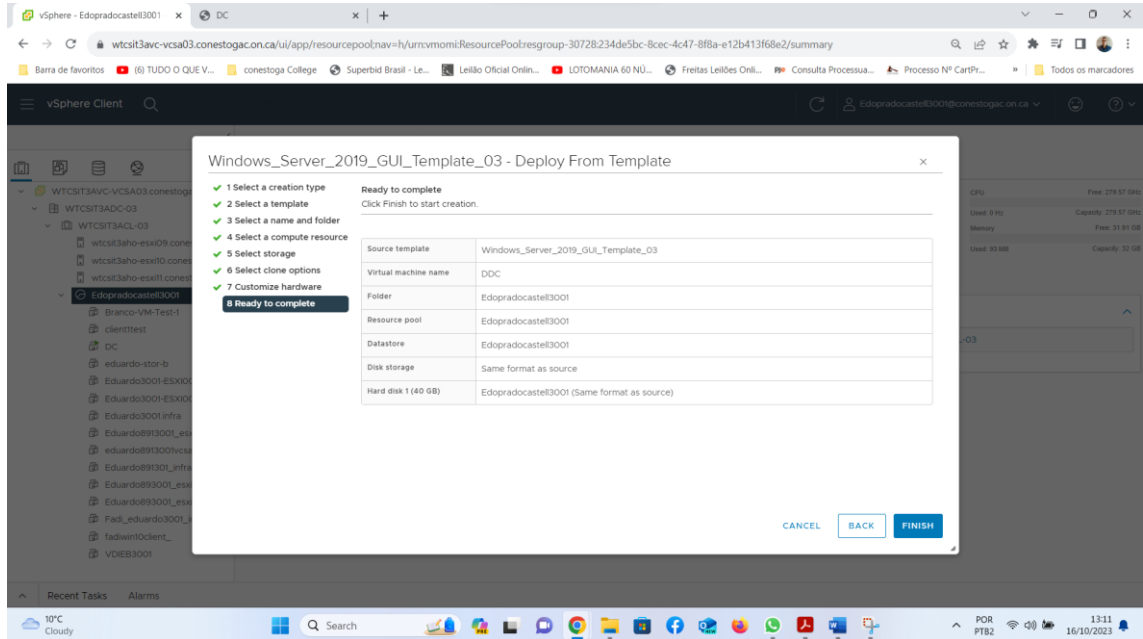 vSphere - Edopradocastell3001
DC
wtcsit3avc-vcsa03.conestogac.on.ca/ui/app/resourcepool;nav=h/urn:vmomi:ResourcePool:resgroup-30728:234de5bc-8cec-4c47-8f8a-e12b413f68e2/summary
Barra de favoritos (6) TUDO O QUE V... conestoga College Superbid Brasil - Le... Leilão Oficial Onlin... LOTOMANIA 60 NÚ... Freitas Leilões Onli... Consulta Processua... Processo Nº CartPr... » Todos os marcadores
vSphere Client
Edopradocastell3001@conestogac.on.ca
Windows_Server_2019_GUI_Template_03 - Deploy From Template
1 Select a creation type
2 Select a template
3 Select a name and folder
4 Select a compute resource
5 Select storage
6 Select clone options
7 Customize hardware
8 Ready to complete
Ready to complete
Click Finish to start creation.
Source template Windows_Server_2019_GUI_Template_03
Virtual machine name DDC
Folder Edopradocastell3001
Resource pool Edopradocastell3001
Datastore Edopradocastell3001
Disk storage Same format as source
Hard disk 1 (40 GB) Edopradocastell3001 (Same format as source)
CANCEL BACK FINISH
WTCSIT3AVC-VCSA03.conestoga
WTCSIT3ADC-03
WTCSIT3ACL-03
wtcsit3aho-esxi09.cone
wtcsit3aho-esxi10.cones
wtcsit3aho-esxi11.conest
Edopradocastell3001
Branco-VM-Test-1
client1test
DC
eduardo-stor-b
Eduardo3001-ESXI0
Eduardo3001-ESXI0
Eduardo3001.infra
Eduardo8913001_esx
eduardo8913001vcsa
Eduardo891301_infra
Eduardo893001_esxi
Eduardo893001_esxi
Fadi_eduardo3001_i
fadiwin10client_
VDIEB3001
CPU Free: 279.57 GHz
Used: 0 Hz Capacity: 279.57 GHz
Memory Free: 31.91 GB
Used: 93 MB Capacity: 32 GB
-03
Recent Tasks Alarms
10°C
Cloudy
Search
POR
PTB2
13:11
16/10/2023